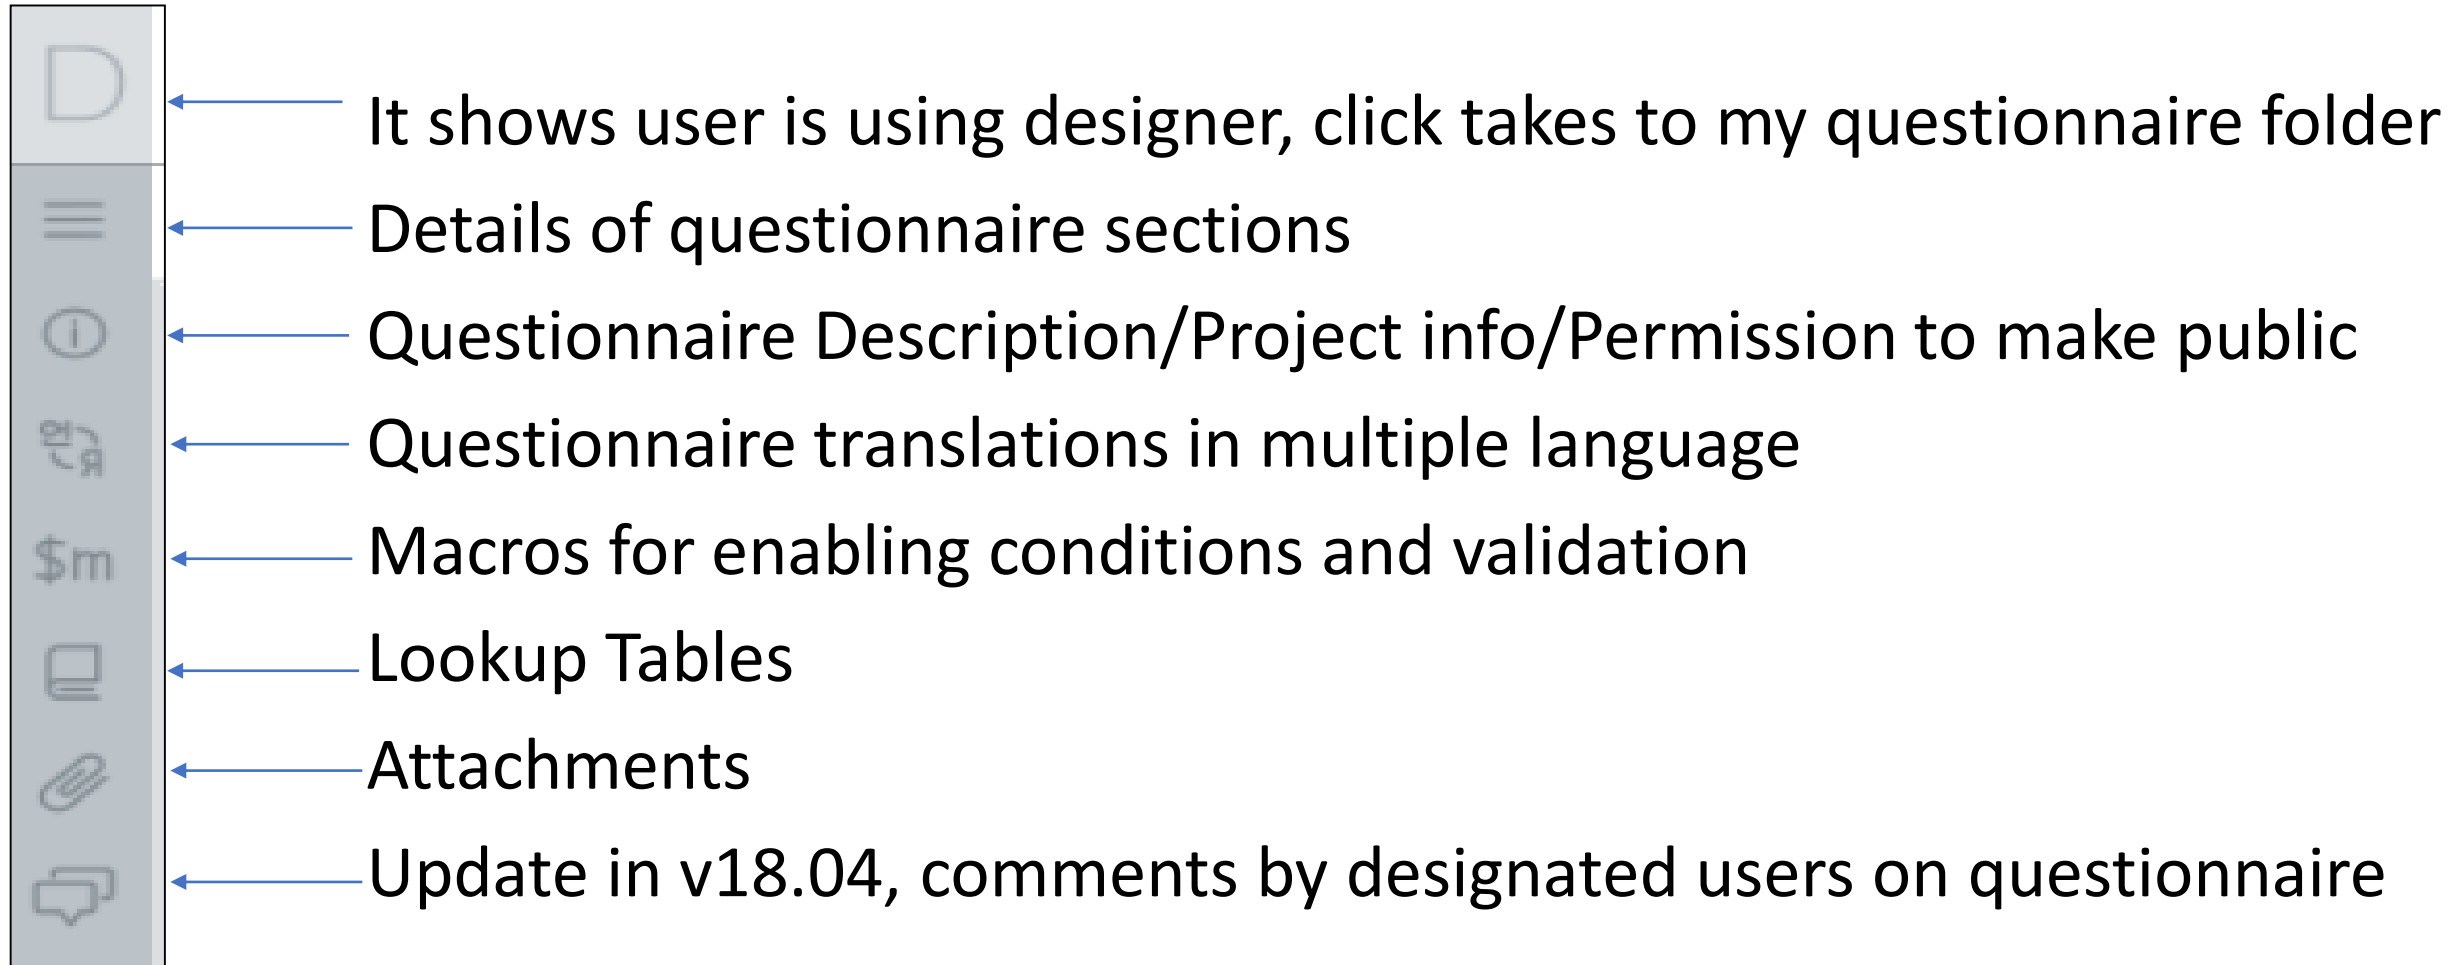 D
It shows user is using designer, click takes to my questionnaire folder
Details of questionnaire sections
Questionnaire Description/Project info/Permission to make public
언 Я
Questionnaire translations in multiple language
$m
Macros for enabling conditions and validation
Lookup Tables
Attachments
Update in v18.04, comments by designated users on questionnaire